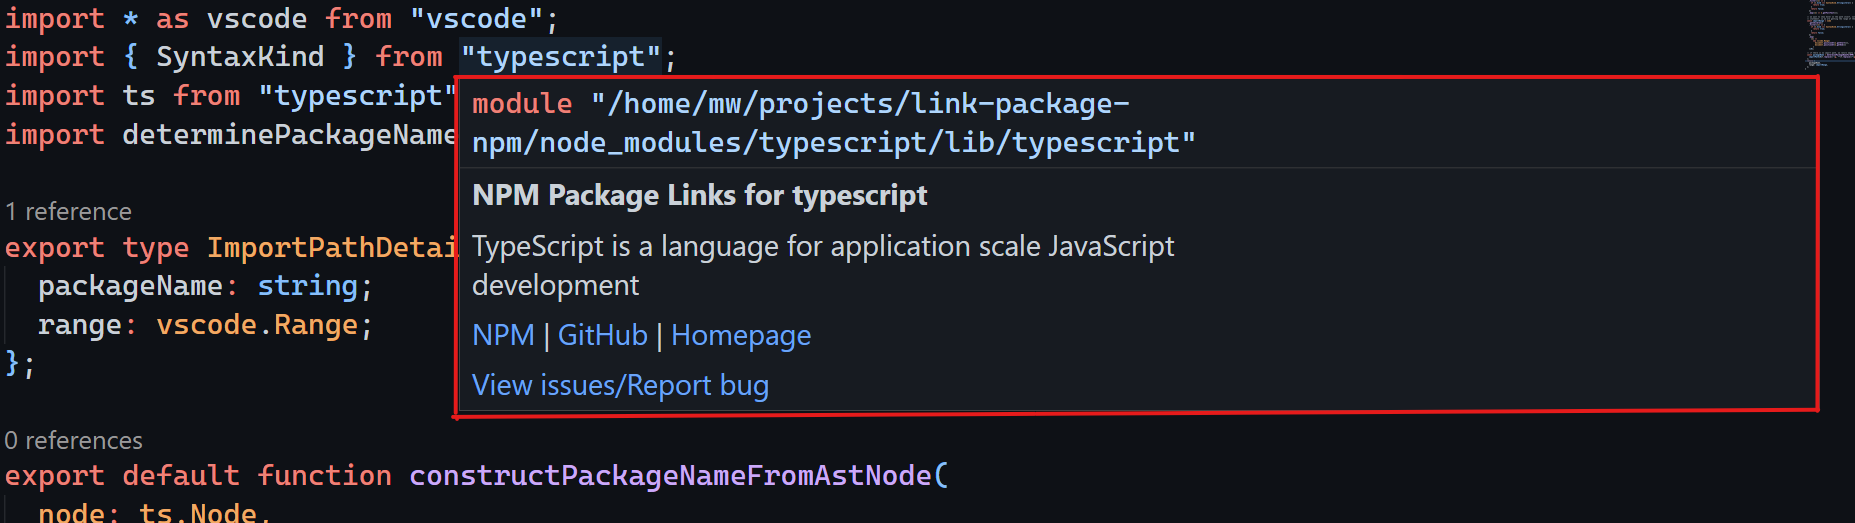 import * as vscode from "vscode";
import { SyntaxKind } from "typescript";
import ts from "typescript"
import determinePackageName
module "/home/mw/projects/link-package-
npm/node_modules/typescript/lib/typescript"
NPM Package Links for typescript
TypeScript is a language for application scale JavaScript
development
NPM | GitHub | Homepage
View issues/Report bug
1 reference
export type ImportPathDetai
packageName: string;
range: vscode.Range;
};
0 references
export default function constructPackageNameFromAstNode(
node: ts.Node,